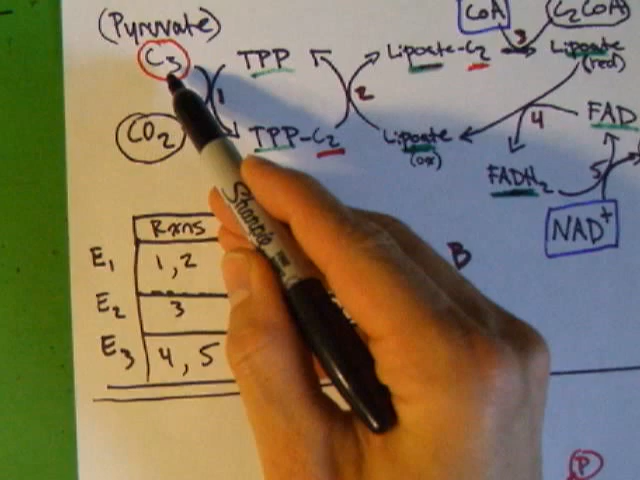 (Pyruvate)
C3
CO2
TPP
TPP-C2
1
2
Lipoate-C2
Lipoate
(ox)
CoA
C2CoA
3
Lipoate
(red)
4
FAD
FADH2
5
NAD+
Sharpie
B
Rxns
E1 1, 2
E2 3
E3 4, 5
P